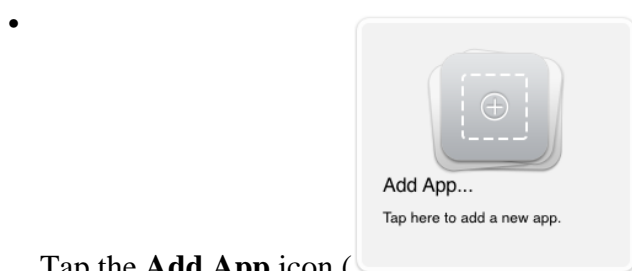 •
Add App...
Tap here to add a new app.
Tap the Add App icon (